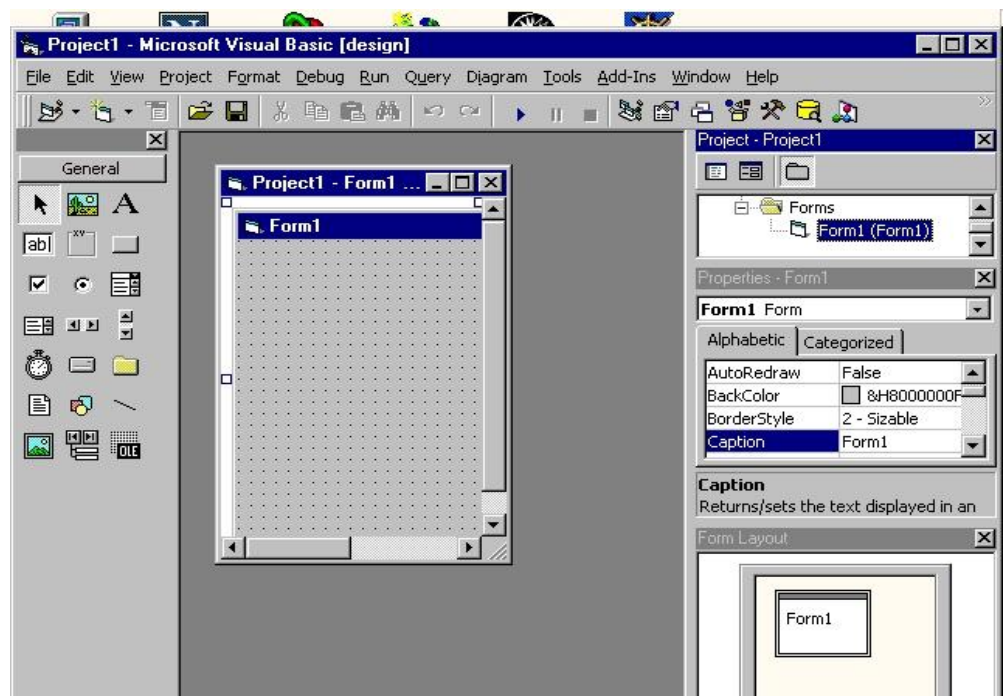 Project1 - Microsoft Visual Basic [design]
File Edit View Project Format Debug Run Query Diagram Tools Add-Ins Window Help
General
A
ab
xv
OLE
Project1 - Form1 ...
Form1
Project - Project1
Forms
Form1 (Form1)
Properties - Form1
Form1 Form
Alphabetic Categorized
AutoRedraw False
BackColor &H8000000F
BorderStyle 2 - Sizable
Caption Form1
Caption
Returns/sets the text displayed in an
Form Layout
Form1